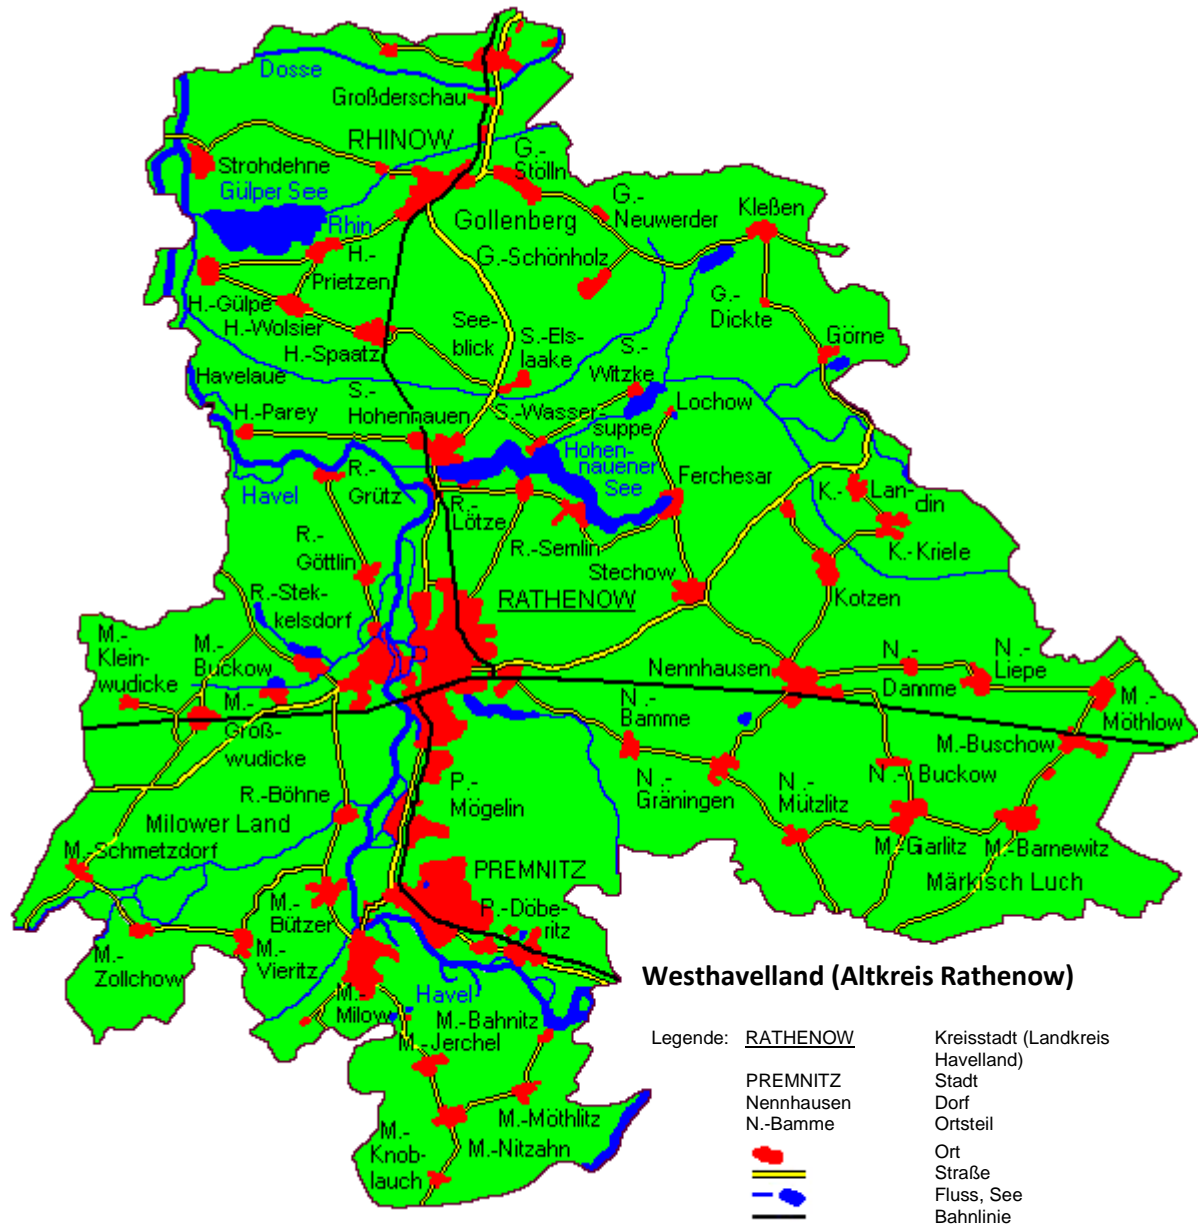 Dosse
Großderschau
RHINOW
G.-
Stölln
Strohdehne
Gülper See
Rhin
Gollenberg
G.-
Neuwerder
Kleßen
H.-
Prietzen
G.-Schönholz
H.-Gülpe
H.-Wolsier
H.-Spaatz
See-
blick
S.-Els-
laake
S.-
Witzke
G.-
Dickte
Görne
Havelaue
H.-Parey
S.-
Hohennauen
S.-Wasser-
suppe
Lochow
Hohen-
nauener
See
Ferchesar
Havel
R.-
Grütz
R.-
Lötze
R.-Semlin
K.-
Lan-
din
K.-Kriele
R.-
Göttlin
Stechow
Kotzen
R.-Stek-
kelsdorf
RATHENOW
M.-
Klein-
wudicke
M.-
Buckow
M.-
Groß-
wudicke
Nennhausen
N.-
Damme
N.-
Liepe
M.-
Möthlow
N.-
Bamme
M.-Buschow
N.-
Buckow
R.-Böhne
P.-
Mögelin
N.-
Gräningen
N.-
Mützlitz
Milower Land
M.-Schmetzdorf
M.-Garlitz
M.-Barnewitz
Märkisch Luch
PREMNITZ
M.-
Bützer
P.-Döbe-
ritz
M.-
Zollchow
M.-
Vieritz
M.-
Milow
Havel
M.-Bahnitz
M.-Jerchel
M.-Möthlitz
M.-Nitzahn
M.-
Knob-
lauch
Westhavelland (Altkreis Rathenow)
Legende: RATHENOW Kreisstadt (Landkreis
Havelland)
PREMNITZ Stadt
Nennhausen Dorf
N.-Bamme Ortsteil
Ort
Straße
Fluss, See
Bahnlinie